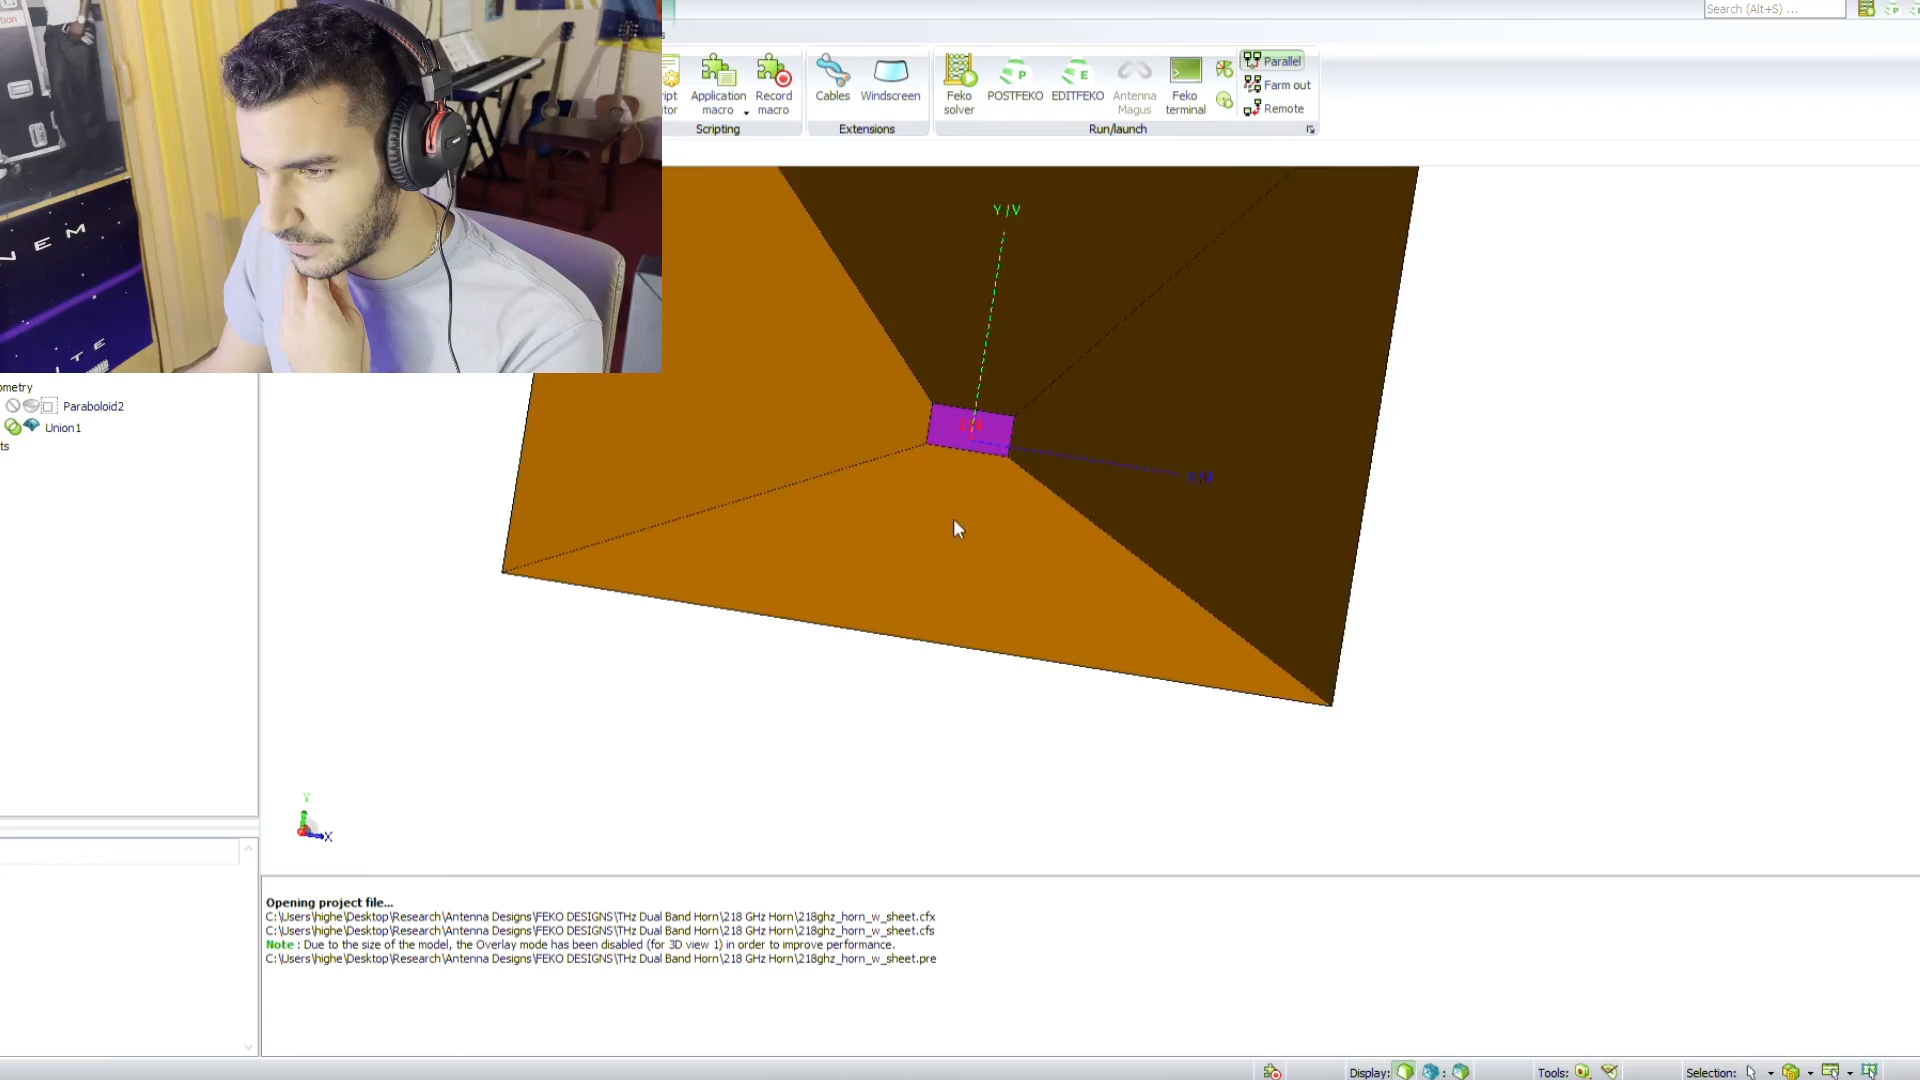 Search (Alt+S) ...
Application macro
Record macro
Scripting
Cables
Windscreen
Extensions
Feko solver
POSTFEKO
EDITFEKO
Antenna Magus
Feko terminal
Parallel
Farm out
Remote
Run/launch
Y / V
N E M
I T E
ometry
Paraboloid2
Union1
ts
Y
X
Opening project file...
C:\Users\highe\Desktop\Research\Antenna Designs\FEKO DESIGNS\THz Dual Band Horn\218 GHz Horn\218ghz_horn_w_sheet.cfx
C:\Users\highe\Desktop\Research\Antenna Designs\FEKO DESIGNS\THz Dual Band Horn\218 GHz Horn\218ghz_horn_w_sheet.cfs
Note : Due to the size of the model, the Overlay mode has been disabled (for 3D view 1) in order to improve performance.
C:\Users\highe\Desktop\Research\Antenna Designs\FEKO DESIGNS\THz Dual Band Horn\218 GHz Horn\218ghz_horn_w_sheet.pre
Display:
Tools:
Selection: